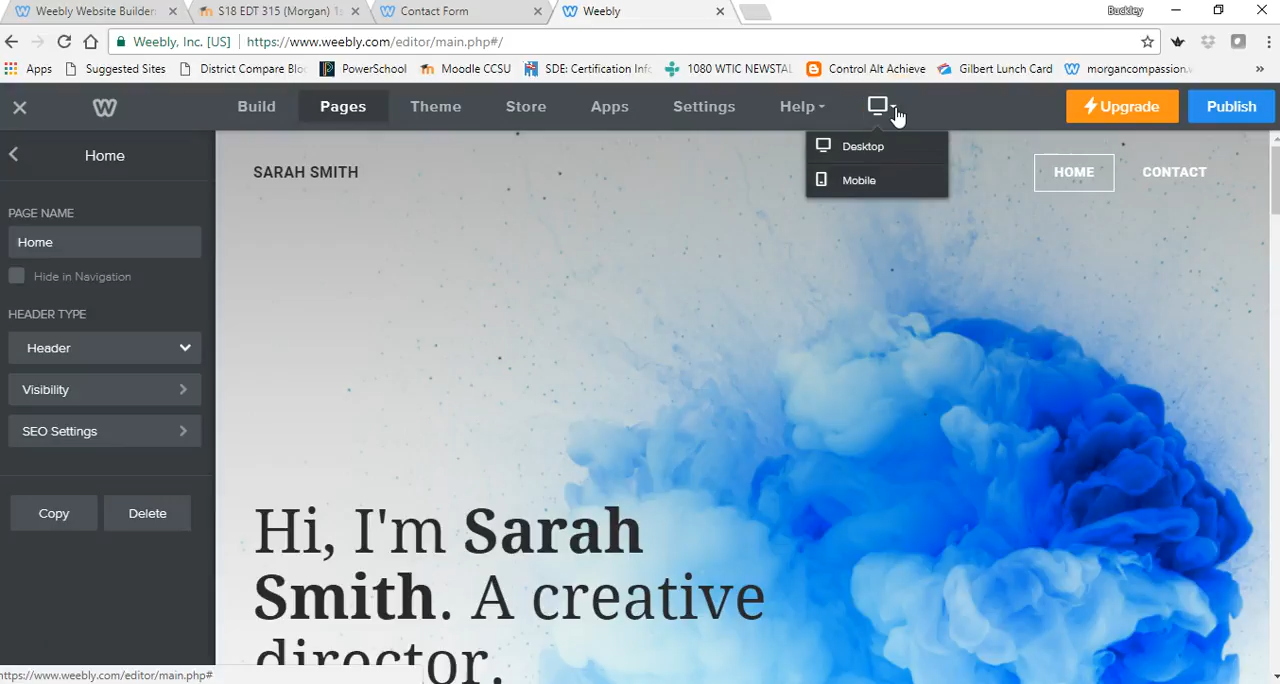 Weebly Website Builder
S18 EDT 315 (Morgan) 1s
Contact Form
Weebly
Buckley
Weebly, Inc. [US] https://www.weebly.com/editor/main.php#/
Apps Suggested Sites District Compare Blo PowerSchool Moodle CCSU SDE: Certification Info 1080 WTIC NEWSTAL Control Alt Achieve Gilbert Lunch Card morgancompassion.w »
Build Pages Theme Store Apps Settings Help Upgrade Publish
Desktop
Mobile
Home
PAGE NAME
Home
Hide in Navigation
HEADER TYPE
Header
Visibility
SEO Settings
Copy Delete
SARAH SMITH
HOME CONTACT
Hi, I'm Sarah
Smith. A creative
director.
https://www.weebly.com/editor/main.php#